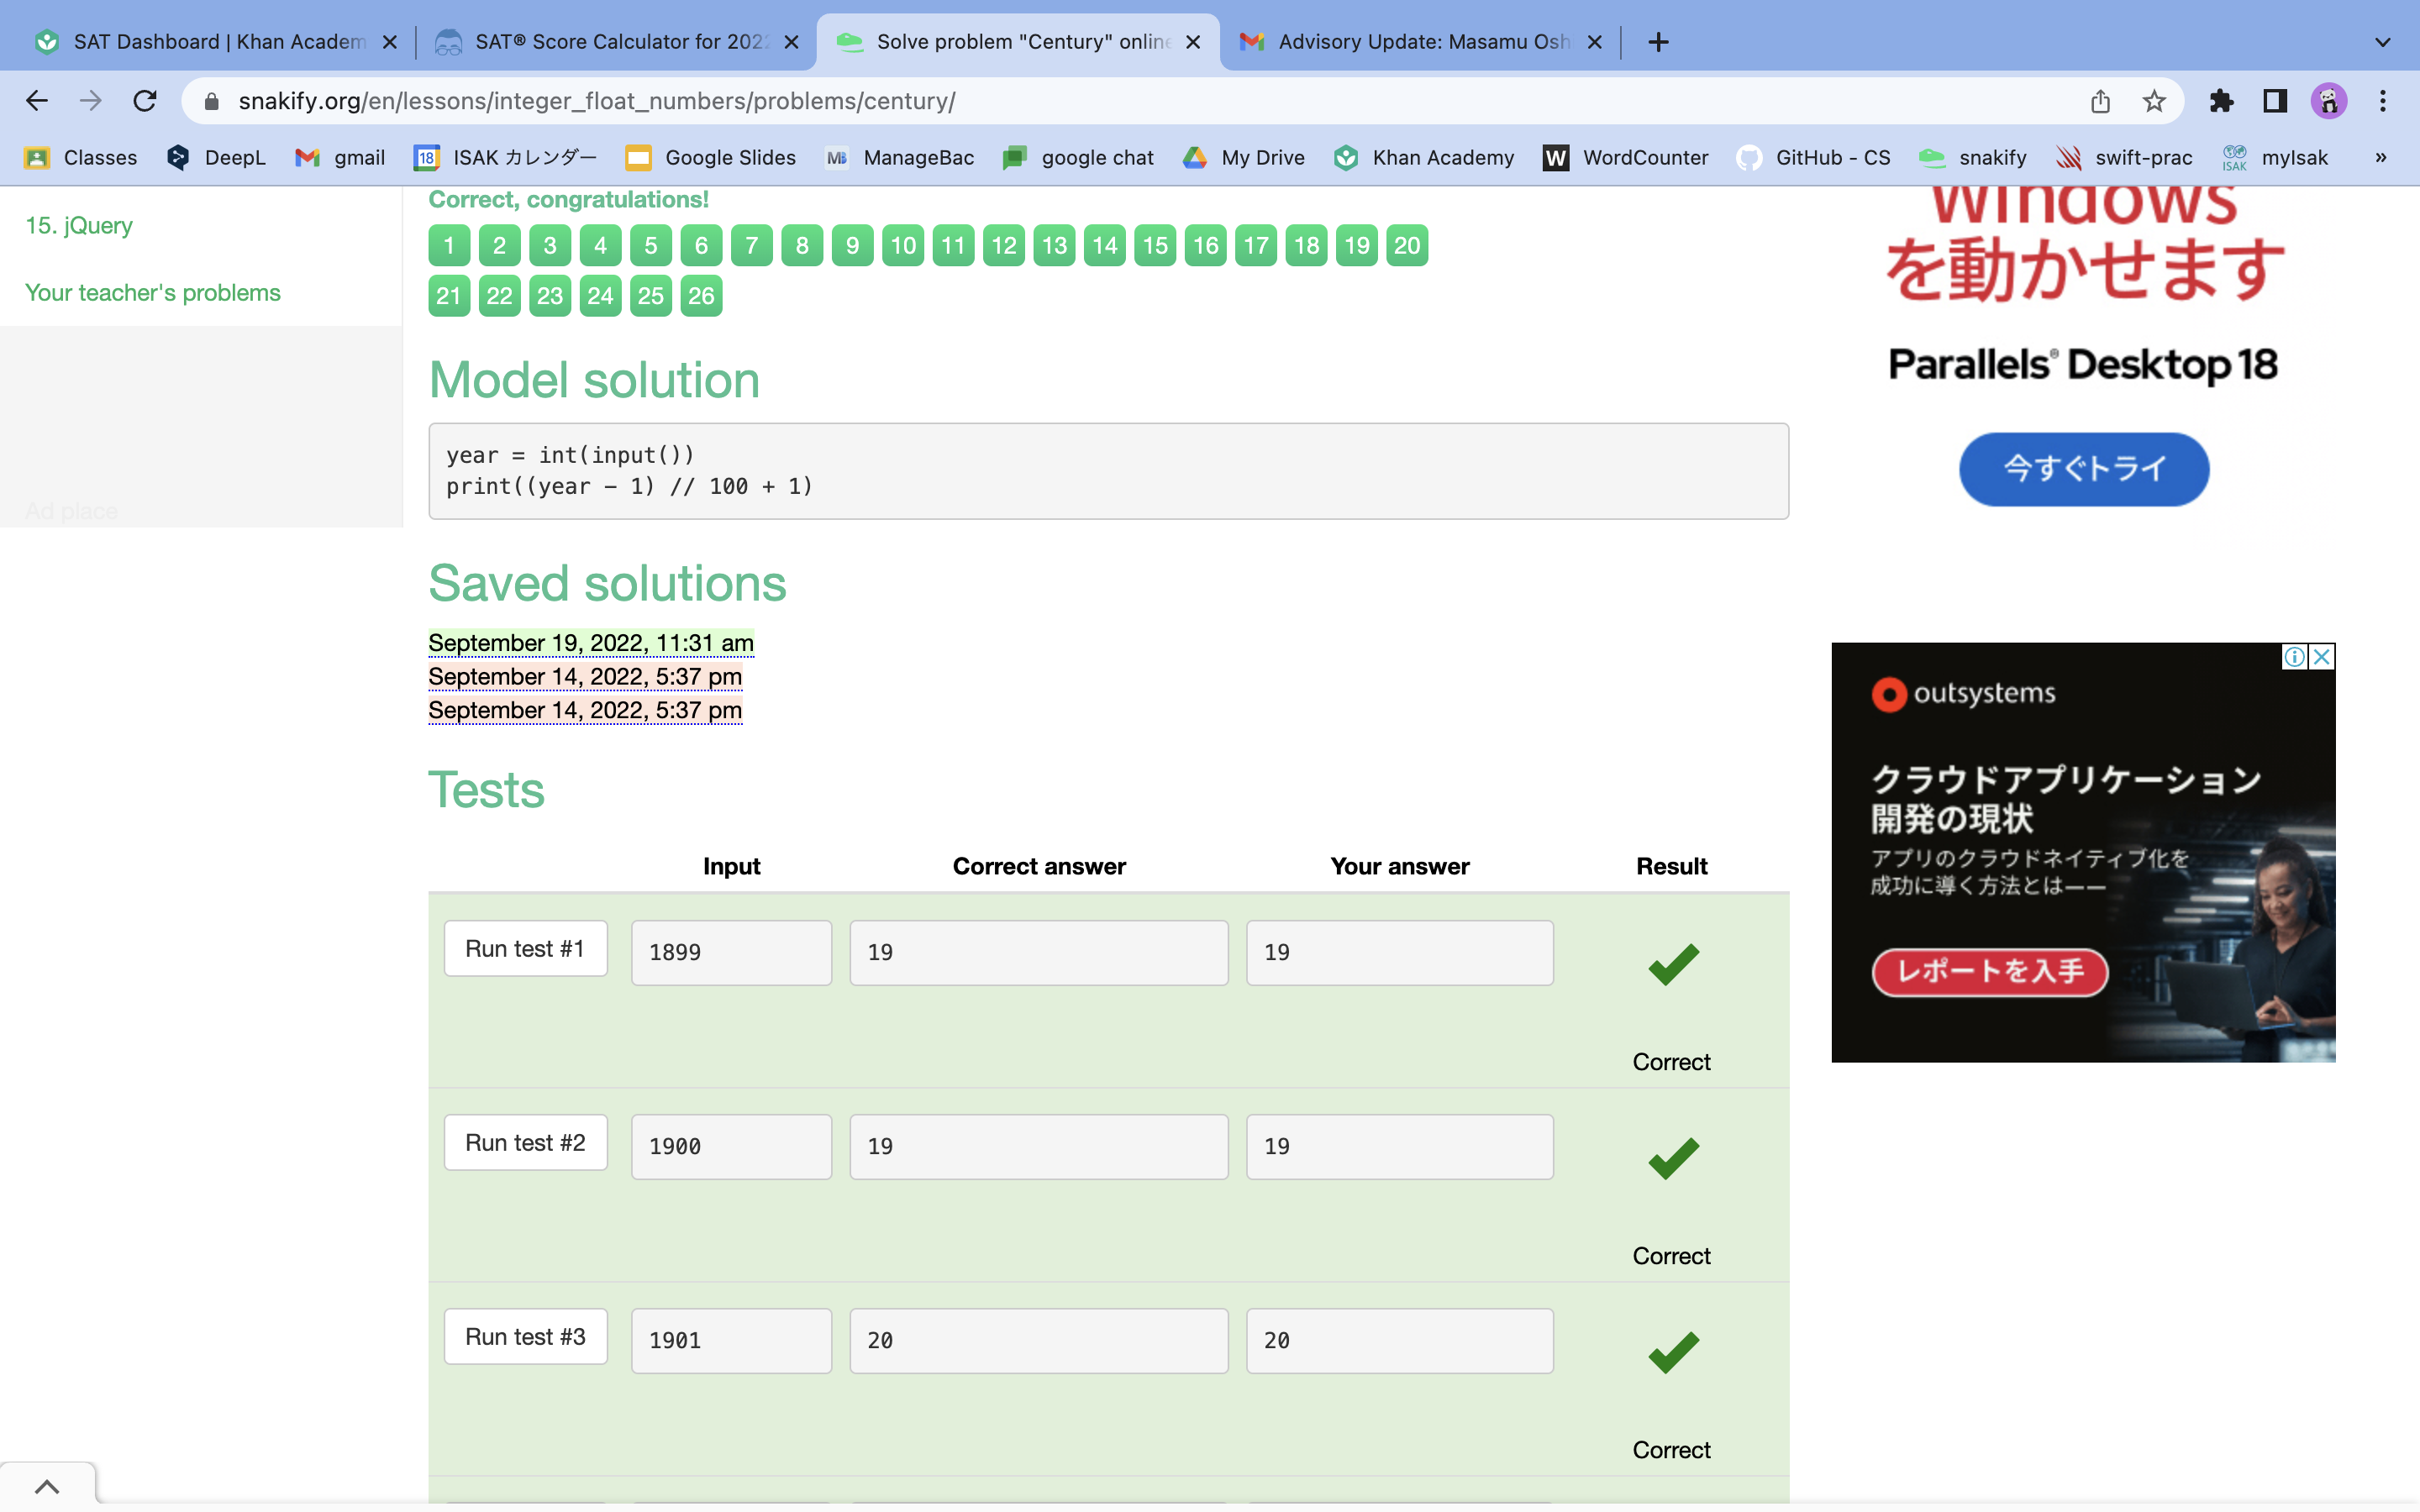 SAT Dashboard | Khan Academ
SAT® Score Calculator for 202
Solve problem "Century" online
Advisory Update: Masamu Osh
snakify.org/en/lessons/integer_float_numbers/problems/century/
Classes
DeepL
gmail
18
ISAK カレンダー
Google Slides
MB
ManageBac
google chat
My Drive
Khan Academy
W
WordCounter
GitHub - CS
snakify
swift-prac
ISAK
myIsak
»
15. jQuery
Your teacher's problems
Ad place
Correct, congratulations!
1 2 3 4 5 6 7 8 9 10 11 12 13 14 15 16 17 18 19 20
21 22 23 24 25 26
Model solution
year = int(input())
print((year - 1) // 100 + 1)
Saved solutions
September 19, 2022, 11:31 am
September 14, 2022, 5:37 pm
September 14, 2022, 5:37 pm
Tests
Input Correct answer Your answer Result
Run test #1 1899 19 19
Correct
Run test #2 1900 19 19
Correct
Run test #3 1901 20 20
Correct
Windows
を動かせます
Parallels® Desktop 18
今すぐトライ
outsystems
クラウドアプリケーション
開発の現状
アプリのクラウドネイティブ化を
成功に導く方法とは——
レポートを入手